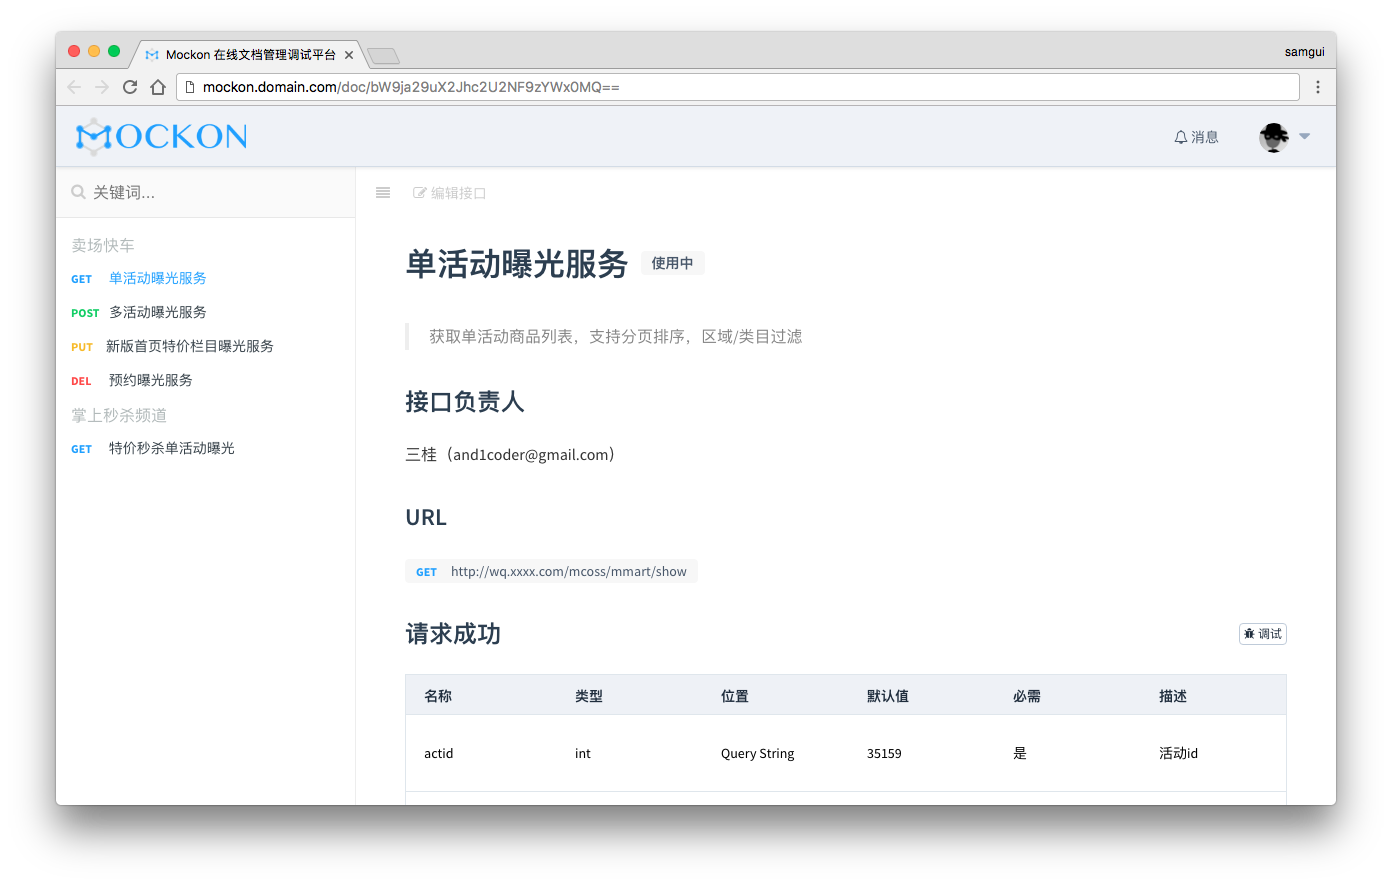 Mockon 在线文档管理调试平台
samgui
mockon.domain.com/doc/bW9ja29uX2Jhc2U2NF9zYWx0MQ==
MOCKON
消息
关键词...
编辑接口
卖场快车
GET 单活动曝光服务
POST 多活动曝光服务
PUT 新版首页特价栏目曝光服务
DEL 预约曝光服务
掌上秒杀频道
GET 特价秒杀单活动曝光
单活动曝光服务 使用中
获取单活动商品列表，支持分页排序，区域/类目过滤
接口负责人
三桂（and1coder@gmail.com）
URL
GET http://wq.xxxx.com/mcoss/mmart/show
请求成功
调试
名称 类型 位置 默认值 必需 描述
actid int Query String 35159 是 活动id